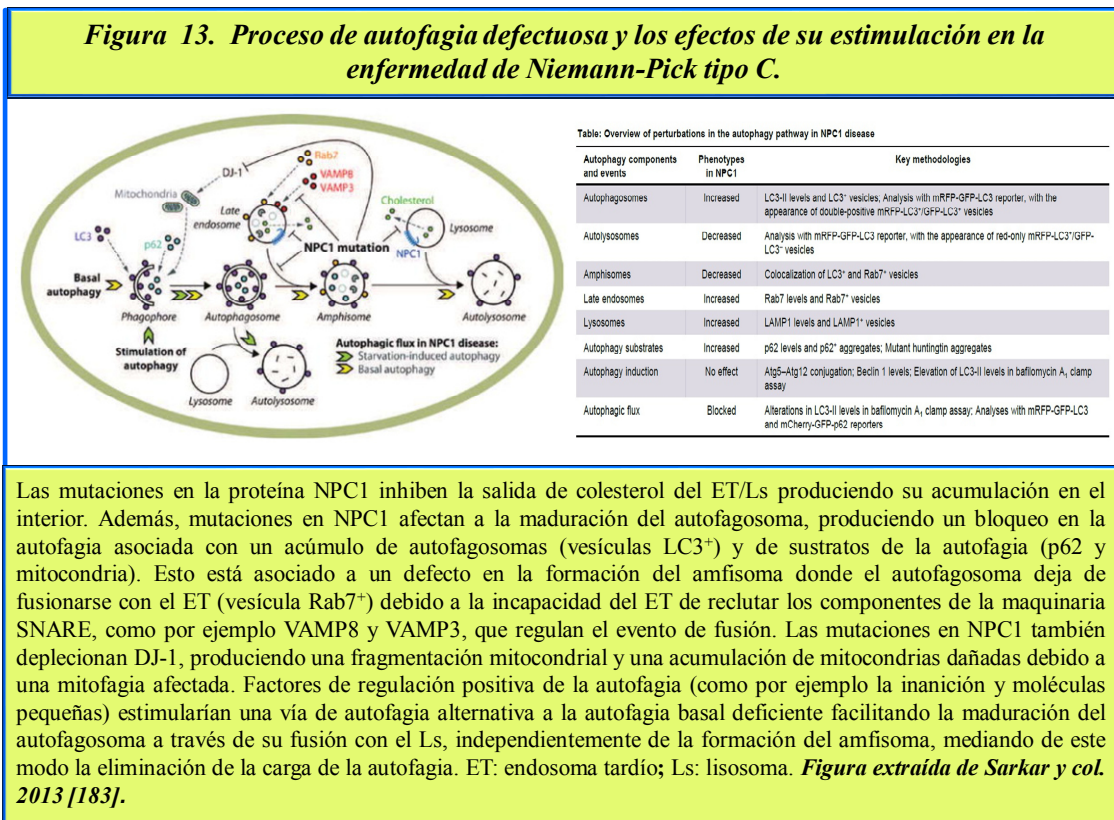 Figura 13. Proceso de autofagia defectuosa y los efectos de su estimulación en la
enfermedad de Niemann-Pick tipo C.
DJ-1
Rab7
VAMP8
VAMP3
Mitochondria
Late
endosome
Cholesterol
Lysosome
LC3
p62
NPC1 mutation
NPC1
Basal
autophagy
Phagophore
Autophagosome
Amphisome
Autolysosome
Stimulation of
autophagy
Lysosome
Autolysosome
Autophagic flux in NPC1 disease:
Starvation-induced autophagy
Basal autophagy
Table: Overview of perturbations in the autophagy pathway in NPC1 disease
Autophagy components and events Phenotypes in NPC1 Key methodologies
Autophagosomes Increased LC3-II levels and LC3⁺ vesicles; Analysis with mRFP-GFP-LC3 reporter, with the
appearance of double-positive mRFP-LC3⁺/GFP-LC3⁺ vesicles
Autolysosomes Decreased Analysis with mRFP-GFP-LC3 reporter, with the appearance of red-only mRFP-LC3⁺/GFP-
LC3⁻ vesicles
Amphisomes Decreased Colocalization of LC3⁺ and Rab7⁺ vesicles
Late endosomes Increased Rab7 levels and Rab7⁺ vesicles
Lysosomes Increased LAMP1 levels and LAMP1⁺ vesicles
Autophagy substrates Increased p62 levels and p62⁺ aggregates; Mutant huntingtin aggregates
Autophagy induction No effect Atg5–Atg12 conjugation; Beclin 1 levels; Elevation of LC3-II levels in bafilomycin A₁ clamp
assay
Autophagic flux Blocked Alterations in LC3-II levels in bafilomycin A₁ clamp assay; Analyses with mRFP-GFP-LC3
and mCherry-GFP-p62 reporters
Las mutaciones en la proteína NPC1 inhiben la salida de colesterol del ET/Ls produciendo su acumulación en el
interior. Además, mutaciones en NPC1 afectan a la maduración del autofagosoma, produciendo un bloqueo en la
autofagia asociada con un acúmulo de autofagosomas (vesículas LC3⁺) y de sustratos de la autofagia (p62 y
mitocondria). Esto está asociado a un defecto en la formación del amfisoma donde el autofagosoma deja de
fusionarse con el ET (vesícula Rab7⁺) debido a la incapacidad del ET de reclutar los componentes de la maquinaria
SNARE, como por ejemplo VAMP8 y VAMP3, que regulan el evento de fusión. Las mutaciones en NPC1 también
deplecionan DJ-1, produciendo una fragmentación mitocondrial y una acumulación de mitocondrias dañadas debido a
una mitofagia afectada. Factores de regulación positiva de la autofagia (como por ejemplo la inanición y moléculas
pequeñas) estimularían una vía de autofagia alternativa a la autofagia basal deficiente facilitando la maduración del
autofagosoma a través de su fusión con el Ls, independientemente de la formación del amfisoma, mediando de este
modo la eliminación de la carga de la autofagia. ET: endosoma tardío; Ls: lisosoma. Figura extraída de Sarkar y col.
2013 [183].